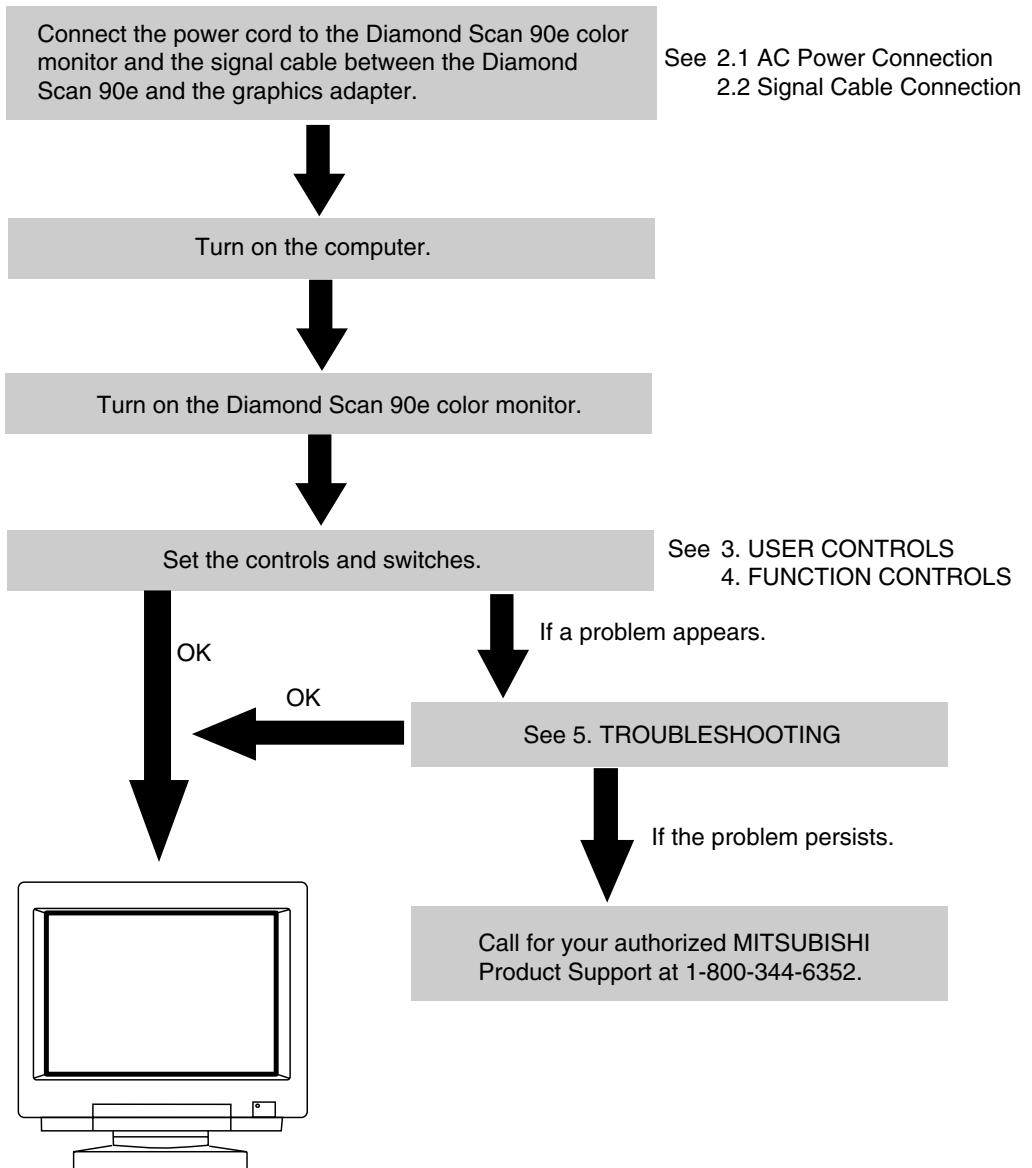 Connect the power cord to the Diamond Scan 90e color
monitor and the signal cable between the Diamond
Scan 90e and the graphics adapter.
See 2.1 AC Power Connection
2.2 Signal Cable Connection
Turn on the computer.
Turn on the Diamond Scan 90e color monitor.
Set the controls and switches.
See 3. USER CONTROLS
4. FUNCTION CONTROLS
If a problem appears.
OK
OK
See 5. TROUBLESHOOTING
If the problem persists.
Call for your authorized MITSUBISHI
Product Support at 1-800-344-6352.